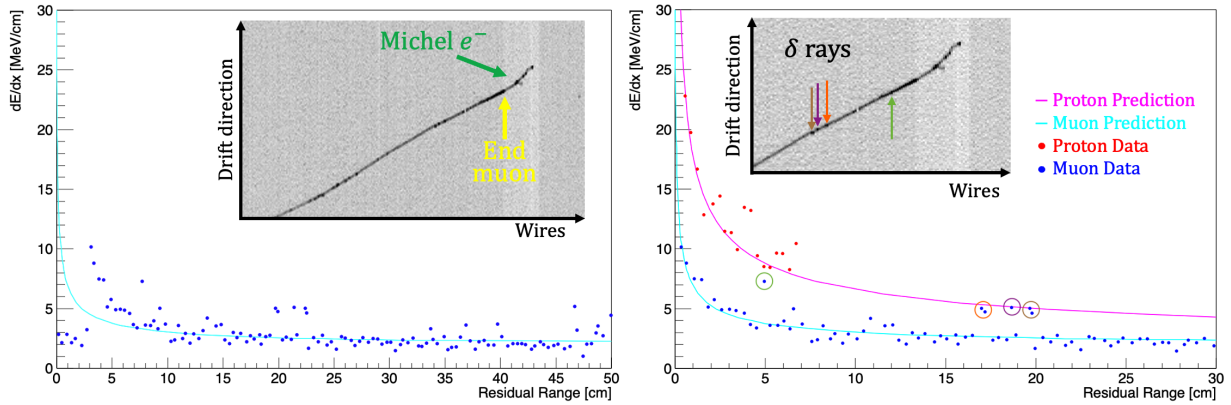 dE/dx [MeV/cm]
30
25
20
15
10
5
0
0 5 10 15 20 25 30 35 40 45 50
Residual Range [cm]
Drift direction
Wires
Michel e⁻
End
muon
dE/dx [MeV/cm]
30
25
20
15
10
5
0
0 5 10 15 20 25 30
Residual Range [cm]
Drift direction
Wires
δ rays
Proton Prediction
Muon Prediction
Proton Data
Muon Data